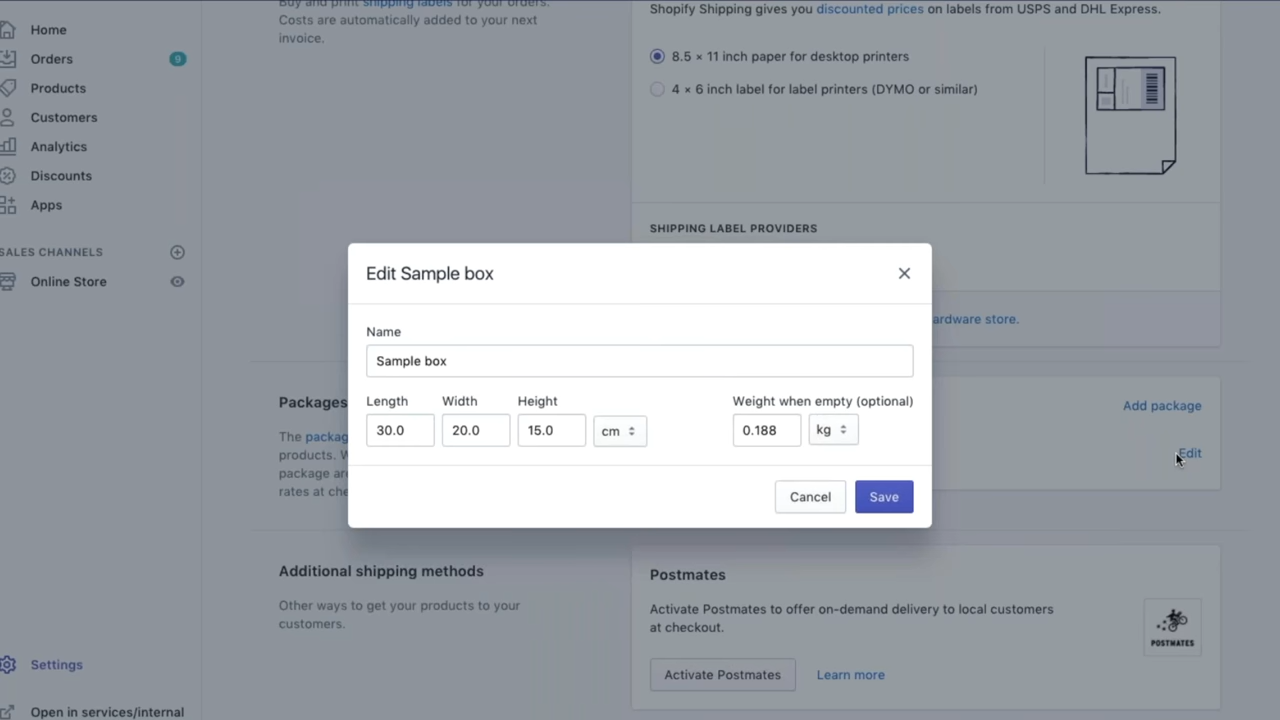 Home
Orders 9
Products
Customers
Analytics
Discounts
Apps
SALES CHANNELS
Online Store
Settings
Open in services/internal
Buy and print shipping labels for your orders.
Costs are automatically added to your next
invoice.
Shopify Shipping gives you discounted prices on labels from USPS and DHL Express.
8.5 × 11 inch paper for desktop printers
4 × 6 inch label for label printers (DYMO or similar)
SHIPPING LABEL PROVIDERS
ardware store.
Edit Sample box
Name
Sample box
Length Width Height Weight when empty (optional)
30.0 20.0 15.0 cm 0.188 kg
Cancel Save
Packages
The packag
products. W
package are
rates at che
Add package
Edit
Additional shipping methods
Other ways to get your products to your
customers.
Postmates
Activate Postmates to offer on-demand delivery to local customers
at checkout.
POSTMATES
Activate Postmates Learn more